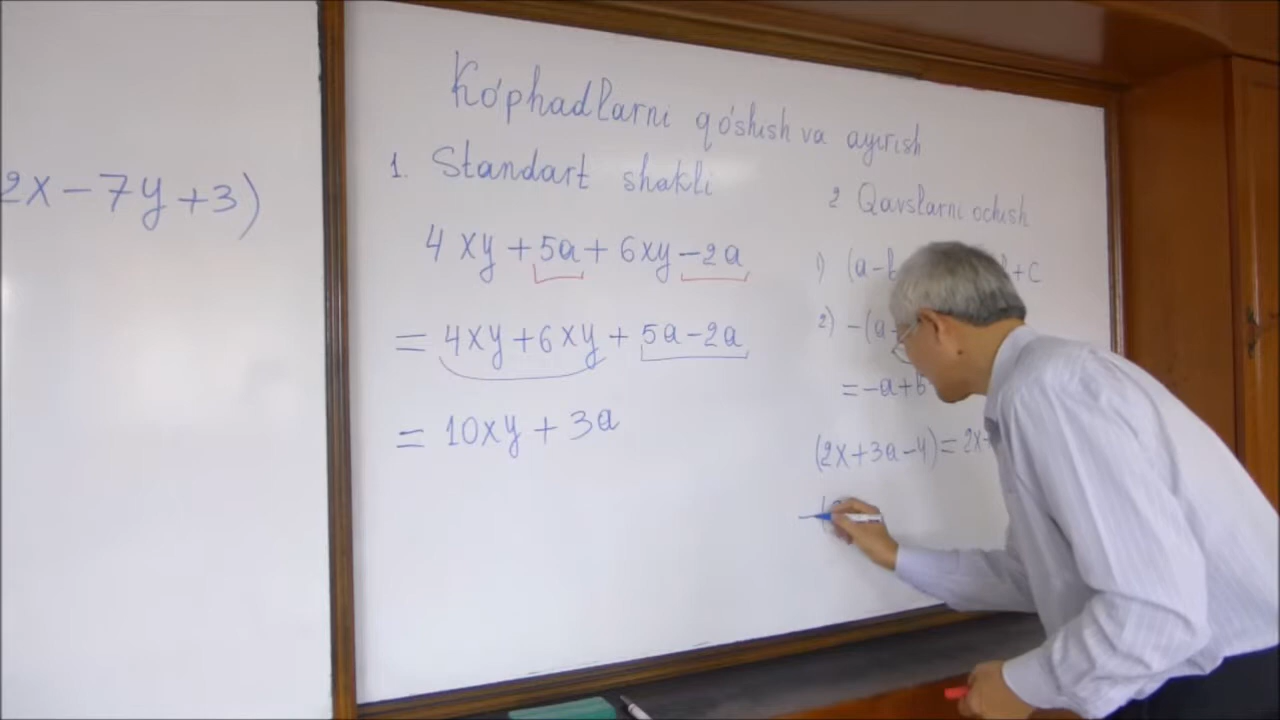 2x - 7y + 3)
Ko'phadlarni qo'shish va ayirish
1. Standart shakli
4xy + 5a + 6xy - 2a
= 4xy + 6xy + 5a - 2a
= 10xy + 3a
2 Qavslarni ochish
1) (a - b + c
2) -(a -
= -a + b
(2x + 3a - 4) = 2x +